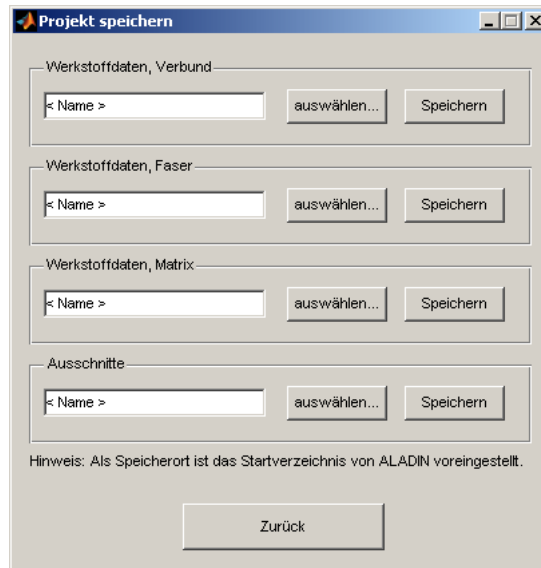 Projekt speichern
Werkstoffdaten, Verbund
< Name > auswählen... Speichern
Werkstoffdaten, Faser
< Name > auswählen... Speichern
Werkstoffdaten, Matrix
< Name > auswählen... Speichern
Ausschnitte
< Name > auswählen... Speichern
Hinweis: Als Speicherort ist das Startverzeichnis von ALADIN voreingestellt.
Zurück